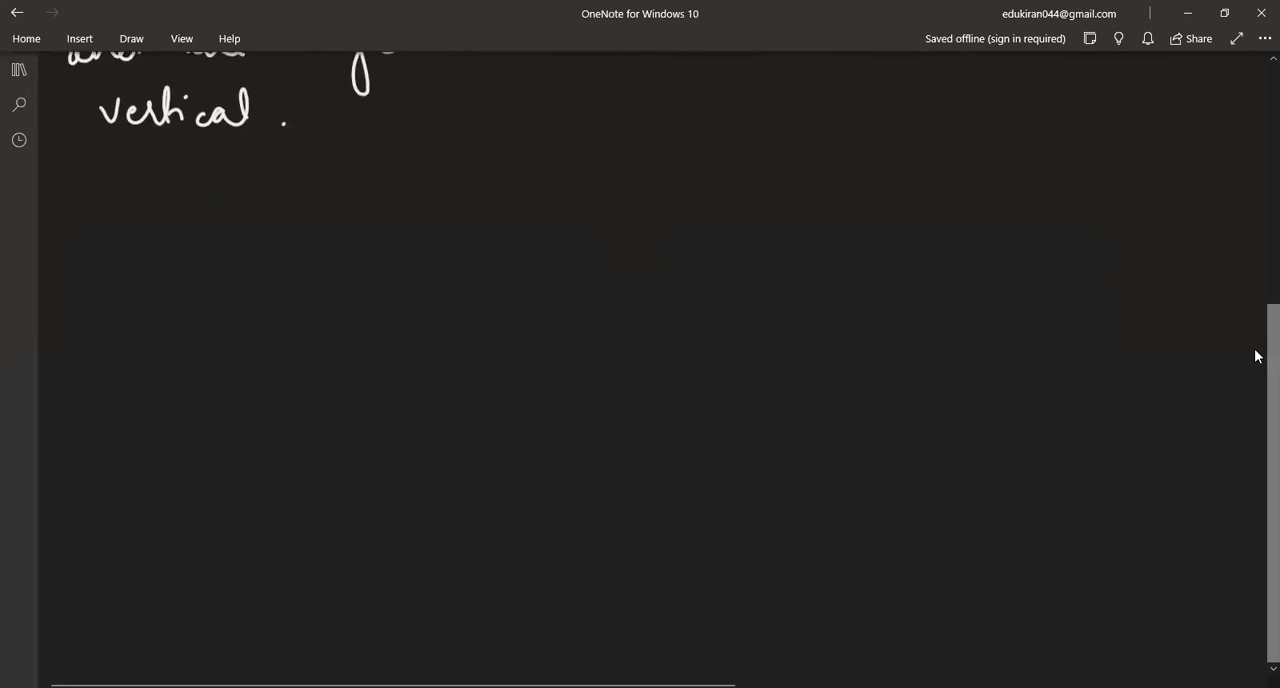 OneNote for Windows 10
edukiran044@gmail.com
Home Insert Draw View Help
Saved offline (sign in required) Share
vertical .